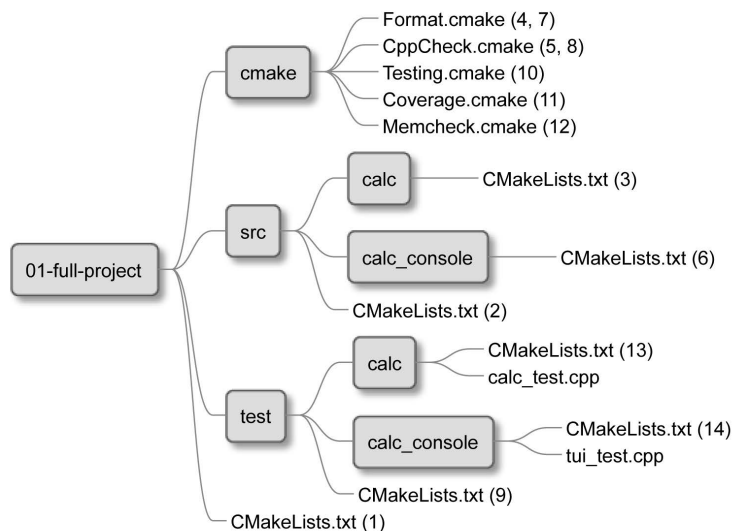 01-full-project
cmake
Format.cmake (4, 7)
CppCheck.cmake (5, 8)
Testing.cmake (10)
Coverage.cmake (11)
Memcheck.cmake (12)
src
calc
CMakeLists.txt (3)
calc_console
CMakeLists.txt (6)
CMakeLists.txt (2)
test
calc
CMakeLists.txt (13)
calc_test.cpp
calc_console
CMakeLists.txt (14)
tui_test.cpp
CMakeLists.txt (9)
CMakeLists.txt (1)